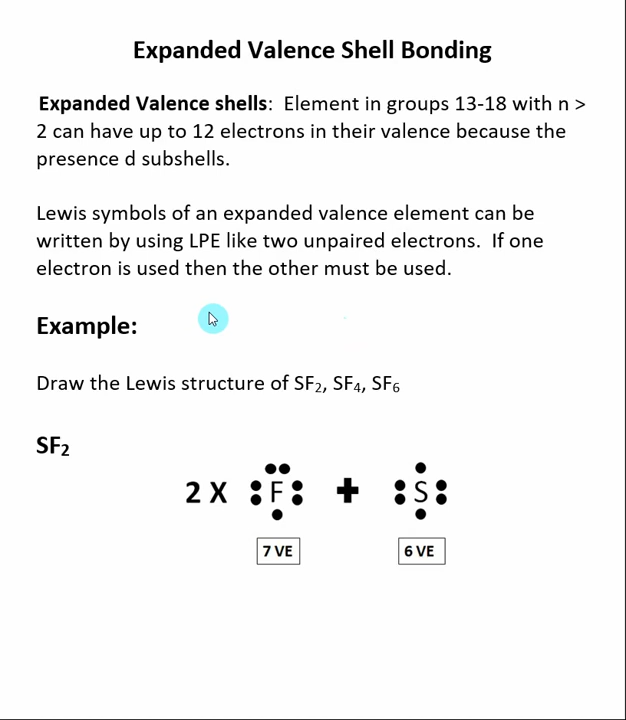 Expanded Valence Shell Bonding
Expanded Valence shells: Element in groups 13-18 with n >
2 can have up to 12 electrons in their valence because the
presence d subshells.
Lewis symbols of an expanded valence element can be
written by using LPE like two unpaired electrons. If one
electron is used then the other must be used.
Example:
Draw the Lewis structure of SF₂, SF₄, SF₆
SF₂
2 X F + S
7 VE 6 VE